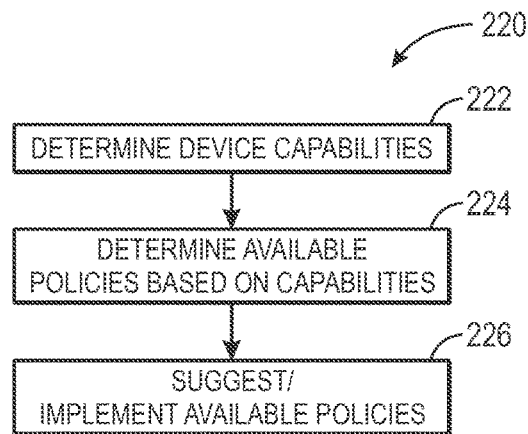 220
222
DETERMINE DEVICE CAPABILITIES
224
DETERMINE AVAILABLE
POLICIES BASED ON CAPABILITIES
226
SUGGEST/
IMPLEMENT AVAILABLE POLICIES